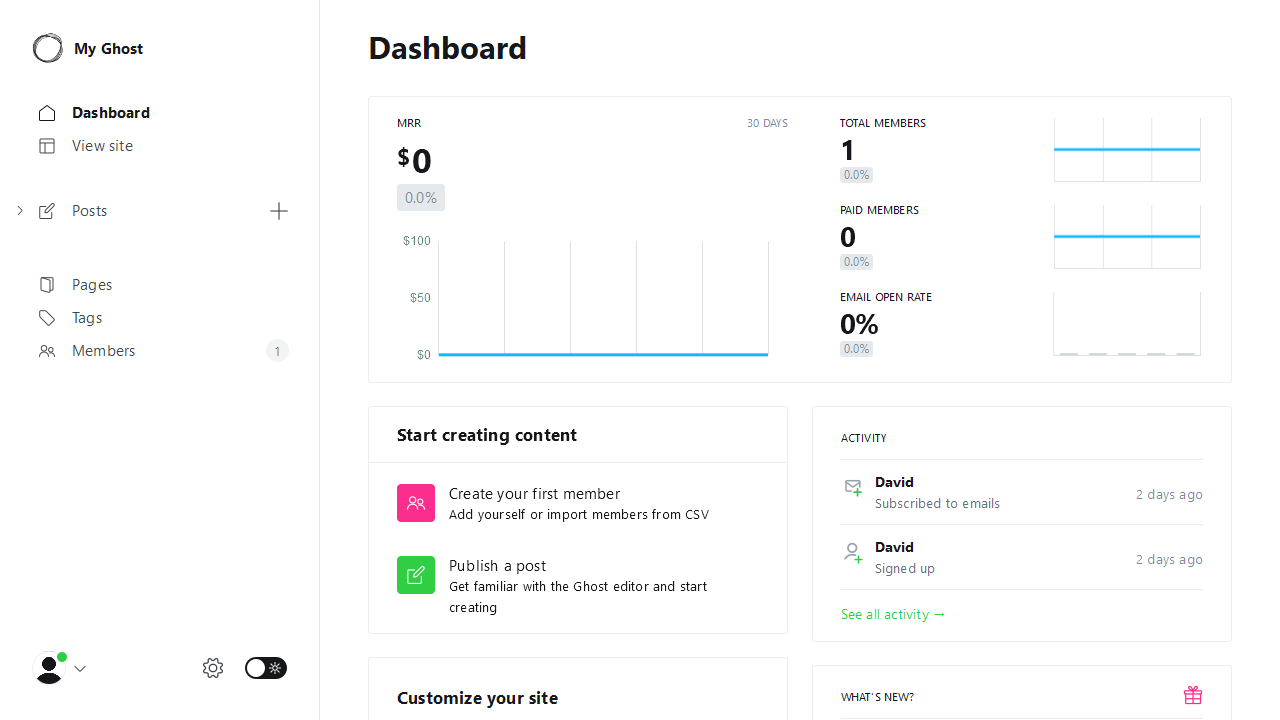 My Ghost
Dashboard
View site
Posts
Pages
Tags
Members
1
Dashboard
MRR
30 DAYS
$0
0.0%
$100
$50
$0
TOTAL MEMBERS
1
0.0%
PAID MEMBERS
0
0.0%
EMAIL OPEN RATE
0%
0.0%
Start creating content
Create your first member
Add yourself or import members from CSV
Publish a post
Get familiar with the Ghost editor and start
creating
Customize your site
ACTIVITY
David
Subscribed to emails
2 days ago
David
Signed up
2 days ago
See all activity →
WHAT'S NEW?